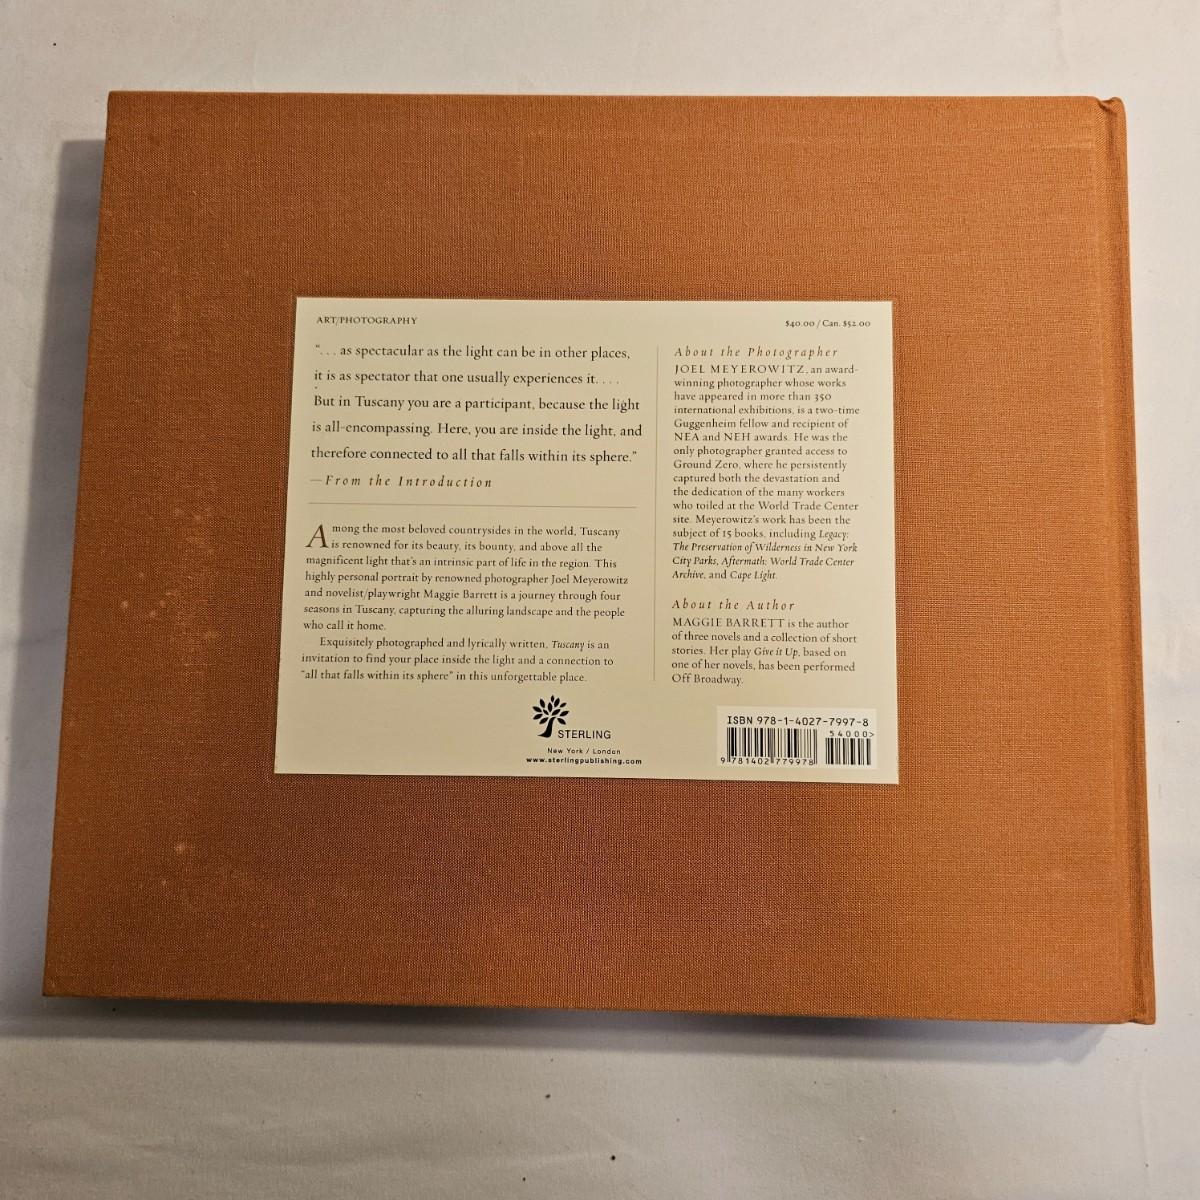 ART/PHOTOGRAPHY
$40.00 / Can. $52.00
“. . . as spectacular as the light can be in other places,
it is as spectator that one usually experiences it. . . .
But in Tuscany you are a participant, because the light
is all-encompassing. Here, you are inside the light, and
therefore connected to all that falls within its sphere.”
—From the Introduction
Among the most beloved countrysides in the world, Tuscany
is renowned for its beauty, its bounty, and above all the
magnificent light that’s an intrinsic part of life in the region. This
highly personal portrait by renowned photographer Joel Meyerowitz
and novelist/playwright Maggie Barrett is a journey through four
seasons in Tuscany, capturing the alluring landscape and the people
who call it home.
Exquisitely photographed and lyrically written, Tuscany is an
invitation to find your place inside the light and a connection to
“all that falls within its sphere” in this unforgettable place.
About the Photographer
JOEL MEYEROWITZ, an award-
winning photographer whose works
have appeared in more than 350
international exhibitions, is a two-time
Guggenheim fellow and recipient of
NEA and NEH awards. He was the
only photographer granted access to
Ground Zero, where he persistently
captured both the devastation and
the dedication of the many workers
who toiled at the World Trade Center
site. Meyerowitz’s work has been the
subject of 15 books, including Legacy:
The Preservation of Wilderness in New York
City Parks, Aftermath: World Trade Center
Archive, and Cape Light.
About the Author
MAGGIE BARRETT is the author
of three novels and a collection of short
stories. Her play Give it Up, based on
one of her novels, has been performed
Off Broadway.
STERLING
New York / London
www.sterlingpublishing.com
ISBN 978-1-4027-7997-8
54000>
9 781402 779978